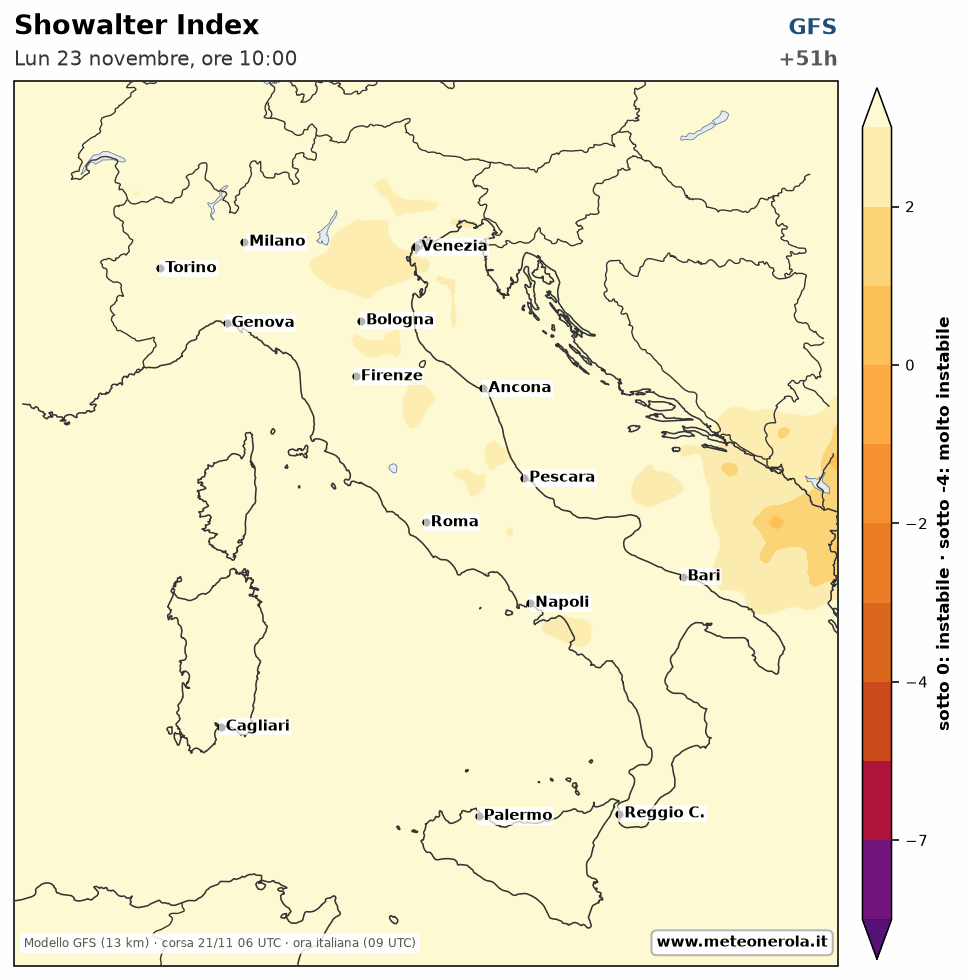 Showalter Index
GFS
Lun 23 novembre, ore 10:00
+51h
Milano
Venezia
Torino
Genova
Bologna
Firenze
Ancona
Pescara
Roma
Bari
Napoli
Cagliari
Palermo
Reggio C.
2
0
−2
−4
−7
sotto 0: instabile · sotto -4: molto instabile
Modello GFS (13 km) · corsa 21/11 06 UTC · ora italiana (09 UTC)
www.meteonerola.it